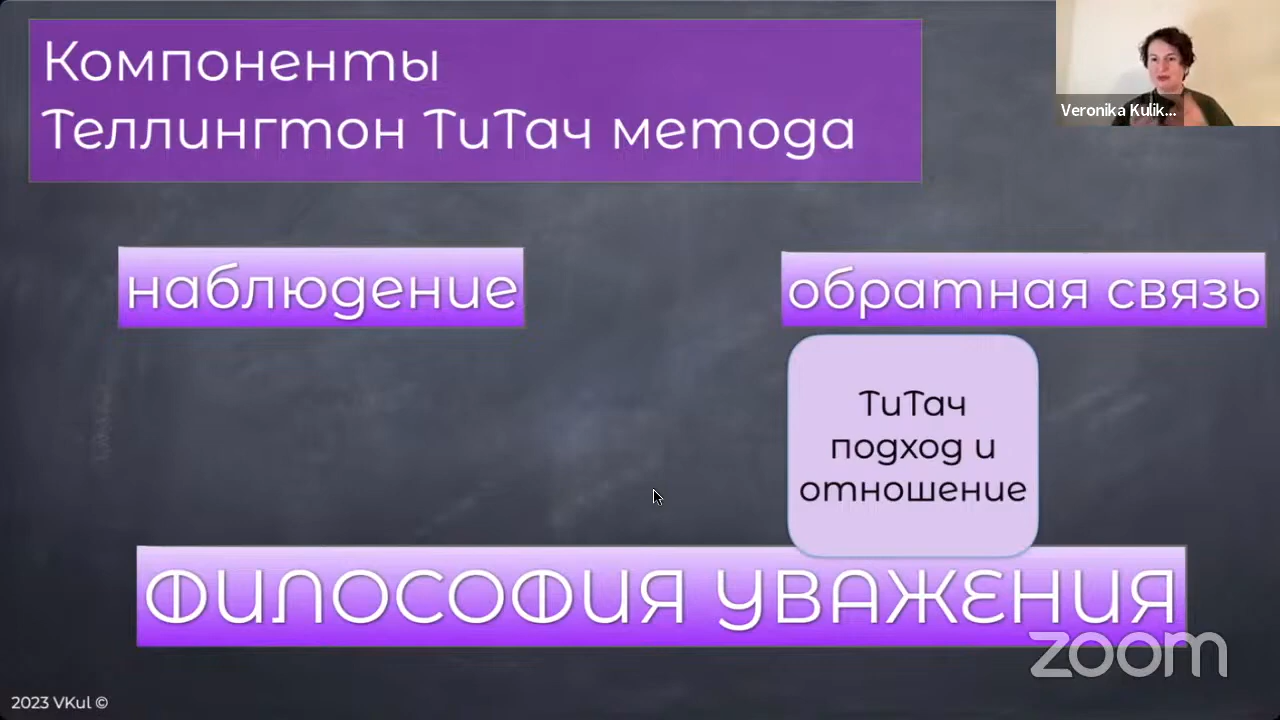 Компоненты
Теллингтон ТиТач метода
Veronika Kulik...
наблюдение
обратная связь
ТиТач
подход и
отношение
ФИЛОСОФИЯ УВАЖЕНИЯ
zoom
2023 VKul ©